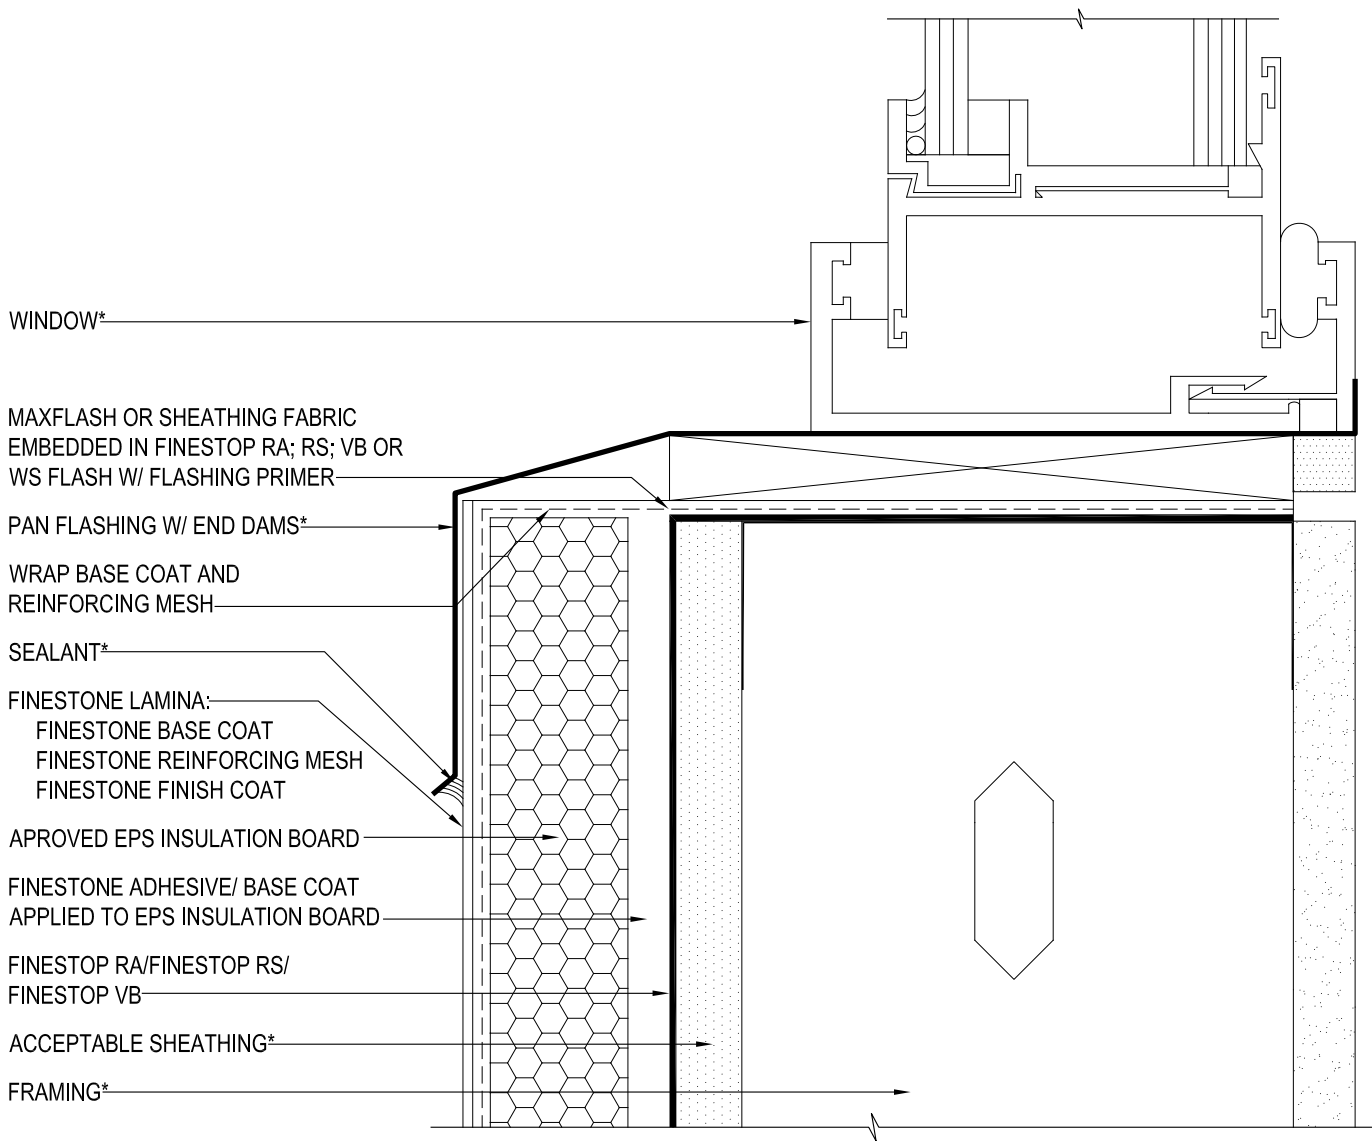 WINDOW*
MAXFLASH OR SHEATHING FABRIC
EMBEDDED IN FINESTOP RA; RS; VB OR
WS FLASH W/ FLASHING PRIMER
PAN FLASHING W/ END DAMS*
WRAP BASE COAT AND
REINFORCING MESH
SEALANT*
FINESTONE LAMINA:
FINESTONE BASE COAT
FINESTONE REINFORCING MESH
FINESTONE FINISH COAT
APROVED EPS INSULATION BOARD
FINESTONE ADHESIVE/ BASE COAT
APPLIED TO EPS INSULATION BOARD
FINESTOP RA/FINESTOP RS/
FINESTOP VB
ACCEPTABLE SHEATHING*
FRAMING*